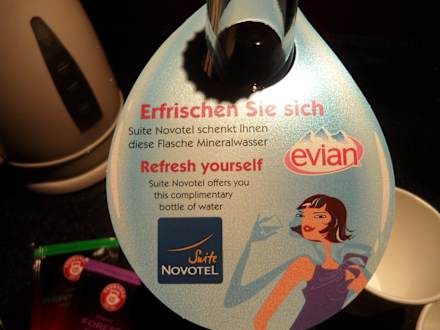 Erfrischen Sie sich
Suite Novotel schenkt Ihnen
diese Flasche Mineralwasser
evian
Refresh yourself
Suite Novotel offers you
this complimentary
bottle of water
Suite
NOVOTEL